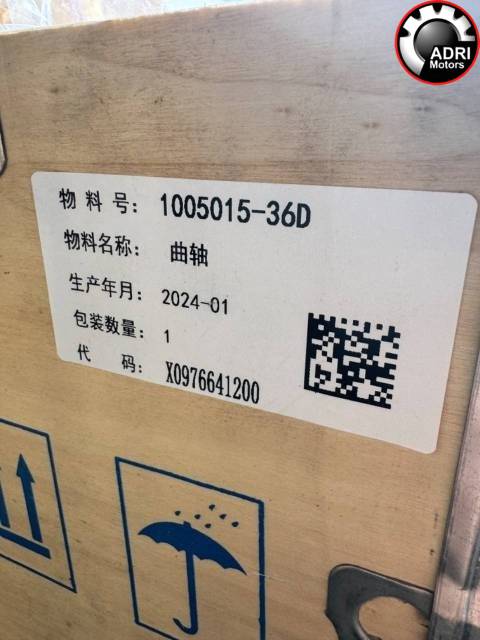 ADRI
Motors
物料号： 1005015-36D
物料名称： 曲轴
生产年月： 2024-01
包装数量： 1
代码： X0976641200